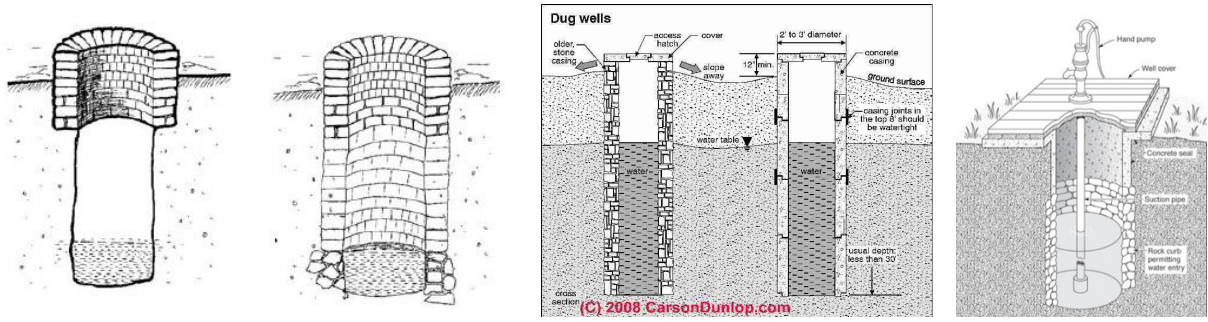 Dug wells
access
hatch
cover
older,
stone
casing
slope
away
2' to 3' diameter
12" min.
concrete
casing
ground surface
casing joints in
the top 8' should
be watertight
water table
water
water
usual depth:
less than 30'
cross
section
(C) 2008 CarsonDunlop.com
Hand pump
Well cover
Concrete seal
Suction pipe
Rock curb
permitting
water entry